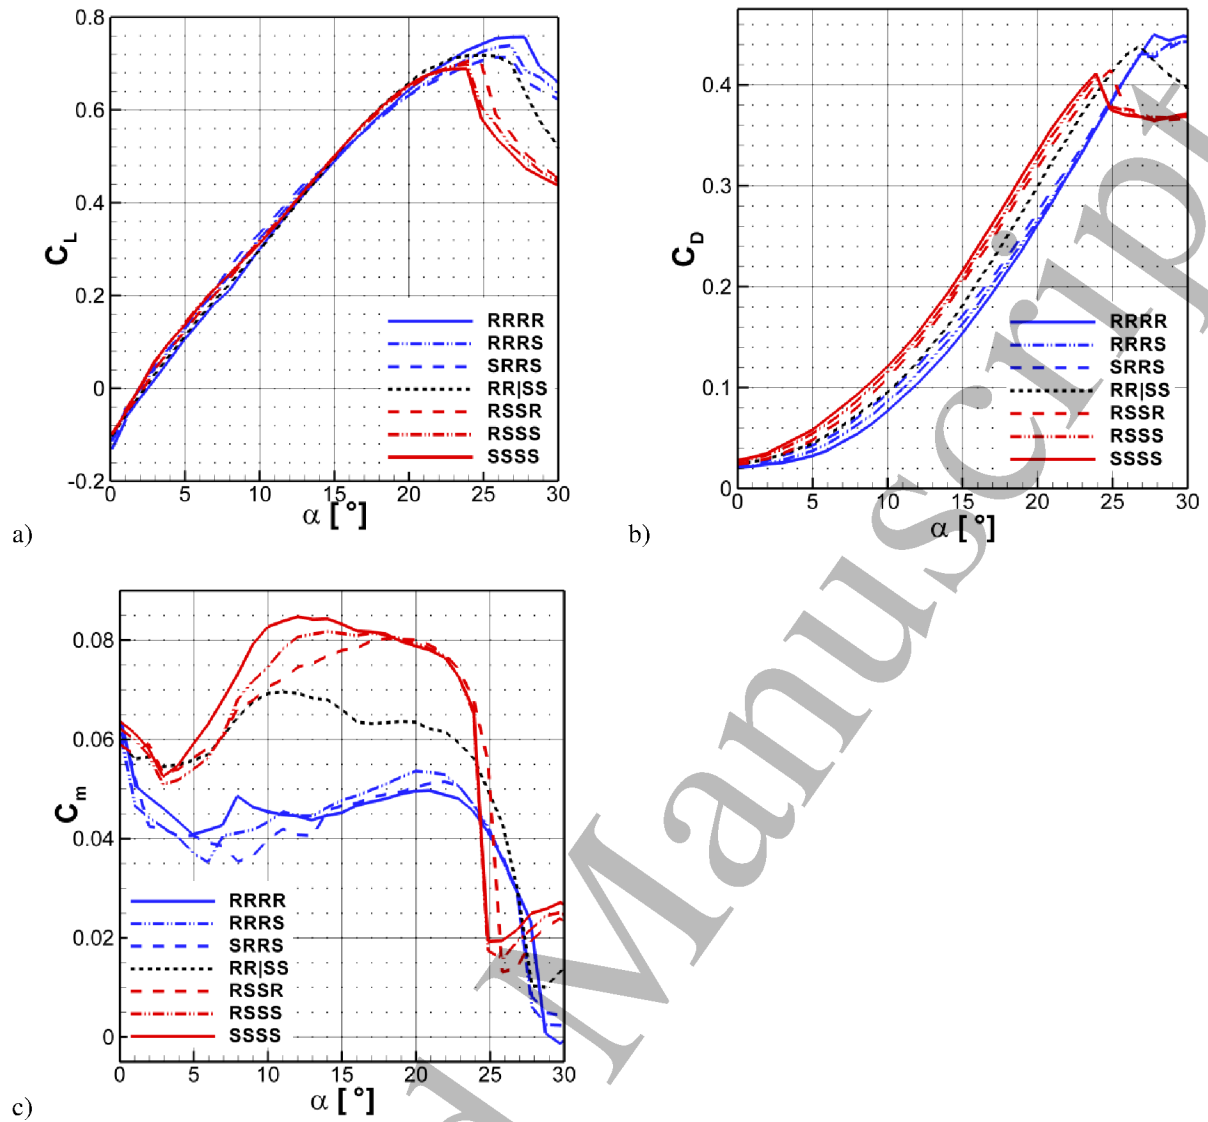 a)
0.8
0.6
0.4
0.2
0
-0.2
C_L
0 5 10 15 20 25 30
α [ °]
RRRR
RRRS
SRRS
RR|SS
RSSR
RSSS
SSSS
b)
0.4
0.3
0.2
0.1
0
C_D
0 5 10 15 20 25 30
α [ °]
RRRR
RRRS
SRRS
RR|SS
RSSR
RSSS
SSSS
c)
0.08
0.06
0.04
0.02
0
C_m
0 5 10 15 20 25 30
α [ °]
RRRR
RRRS
SRRS
RR|SS
RSSR
RSSS
SSSS
d Manuscript